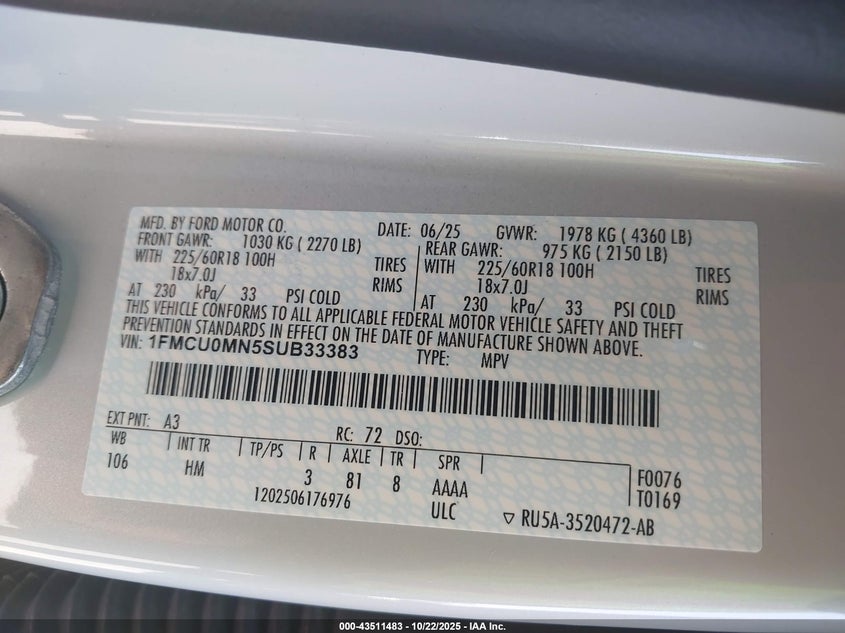 MFD. BY FORD MOTOR CO.
DATE: 06/25 GVWR: 1978 KG ( 4360 LB)
FRONT GAWR: 1030 KG ( 2270 LB)
REAR GAWR: 975 KG ( 2150 LB)
WITH 225/60R18 100H TIRES
WITH 225/60R18 100H TIRES
18x7.0J RIMS
18x7.0J RIMS
AT 230 kPa/ 33 PSI COLD
AT 230 kPa/ 33 PSI COLD
THIS VEHICLE CONFORMS TO ALL APPLICABLE FEDERAL MOTOR VEHICLE SAFETY AND THEFT
PREVENTION STANDARDS IN EFFECT ON THE DATE OF MANUFACTURE SHOWN ABOVE.
VIN: 1FMCU0MN5SUB33383
TYPE: MPV
EXT PNT: A3 RC: 72 DSO:
WB INT TR TP/PS R AXLE TR SPR
106 HM 3 81 8 AAAA
F0076
T0169
1202506176976 ULC
▽ RU5A-3520472-AB
000-43511483 - 10/22/2025 - IAA Inc.